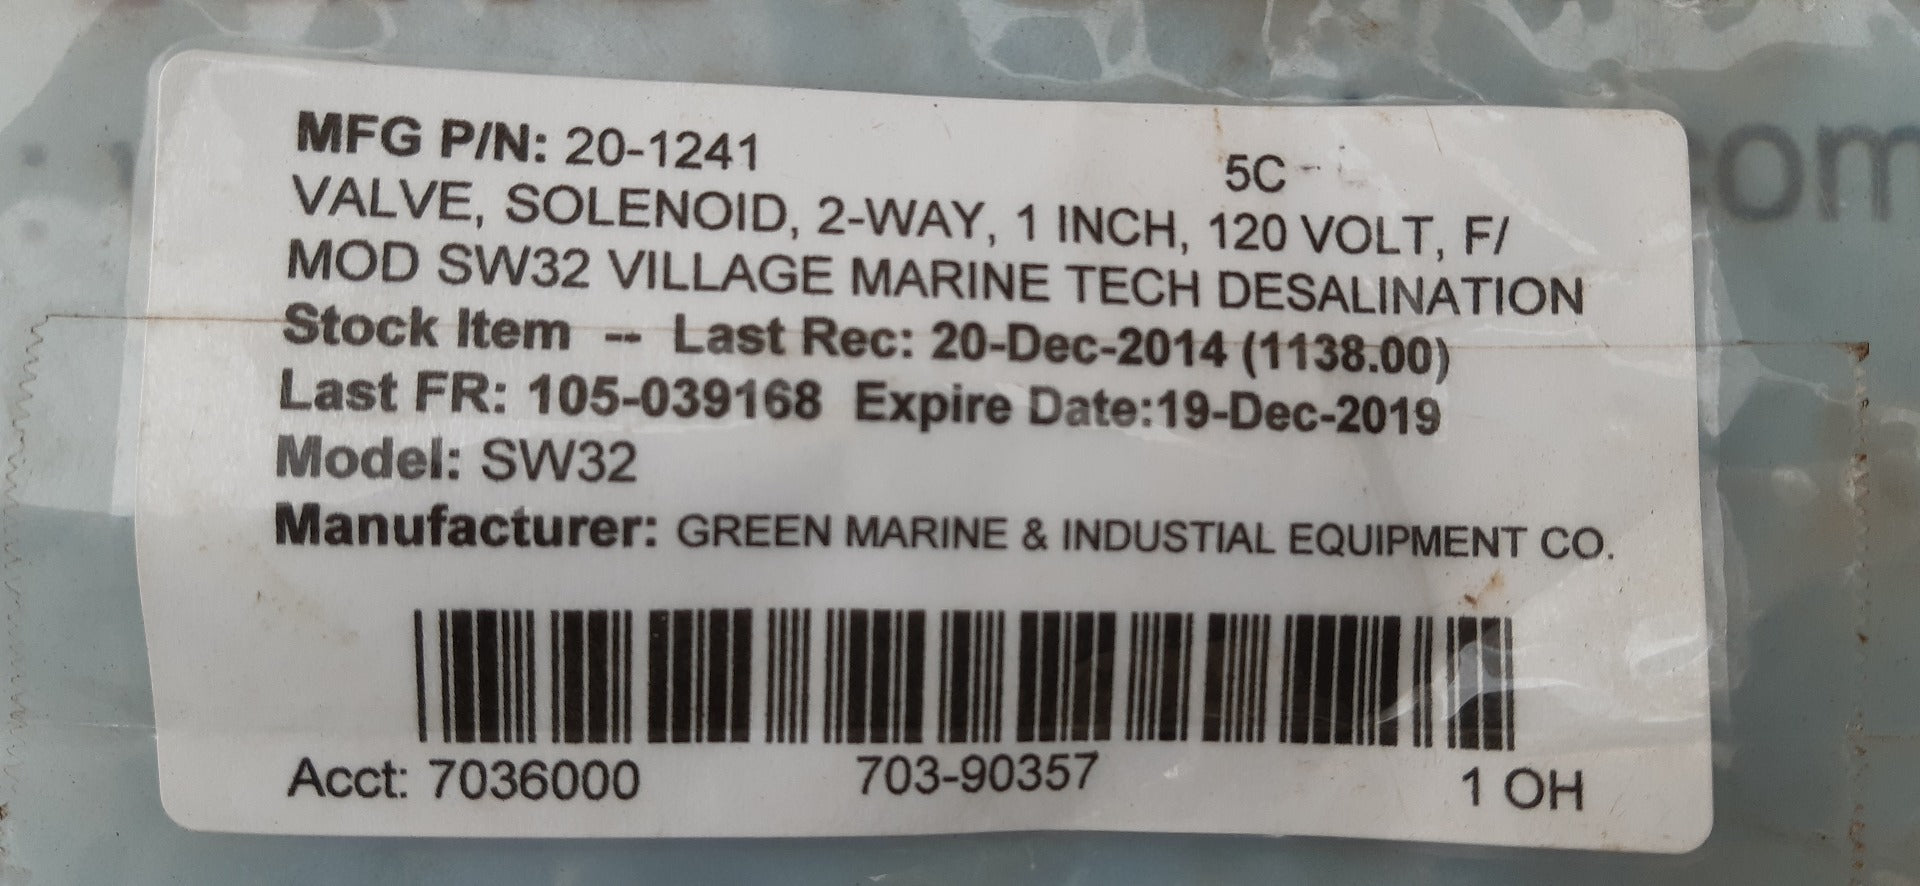 MFG P/N: 20-1241
5C
VALVE, SOLENOID, 2-WAY, 1 INCH, 120 VOLT, F/
MOD SW32 VILLAGE MARINE TECH DESALINATION
Stock Item -- Last Rec: 20-Dec-2014 (1138.00)
Last FR: 105-039168 Expire Date:19-Dec-2019
Model: SW32
Manufacturer: GREEN MARINE & INDUSTIAL EQUIPMENT CO.
Acct: 7036000 703-90357 1 OH